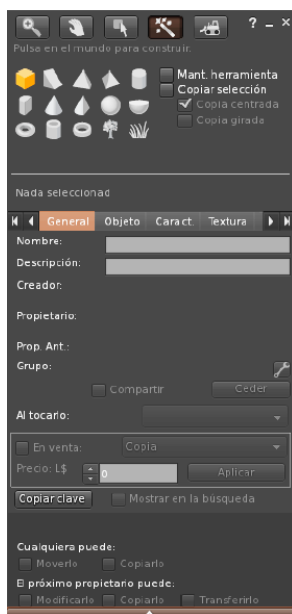 ? _ ×
Pulse en el mundo para construir.
Mant. herramienta
Copiar selección
Copia centrada
Copia girade
Nada seleccionad
General Objeto Caract. Textura
Nombre:
Descripción:
Creador:
Propietario:
Prop. Ant.:
Grupo:
Compartir Ceder
Al tocarlo:
En venta: Copia
Precio: L$ 0 Aplicar
Copiar clave Mostrar en la búsqueda
Cualquiera puede:
Moverlo Copiarlo
El próximo propietario puede:
Modificarlo Copiarlo Transferirlo